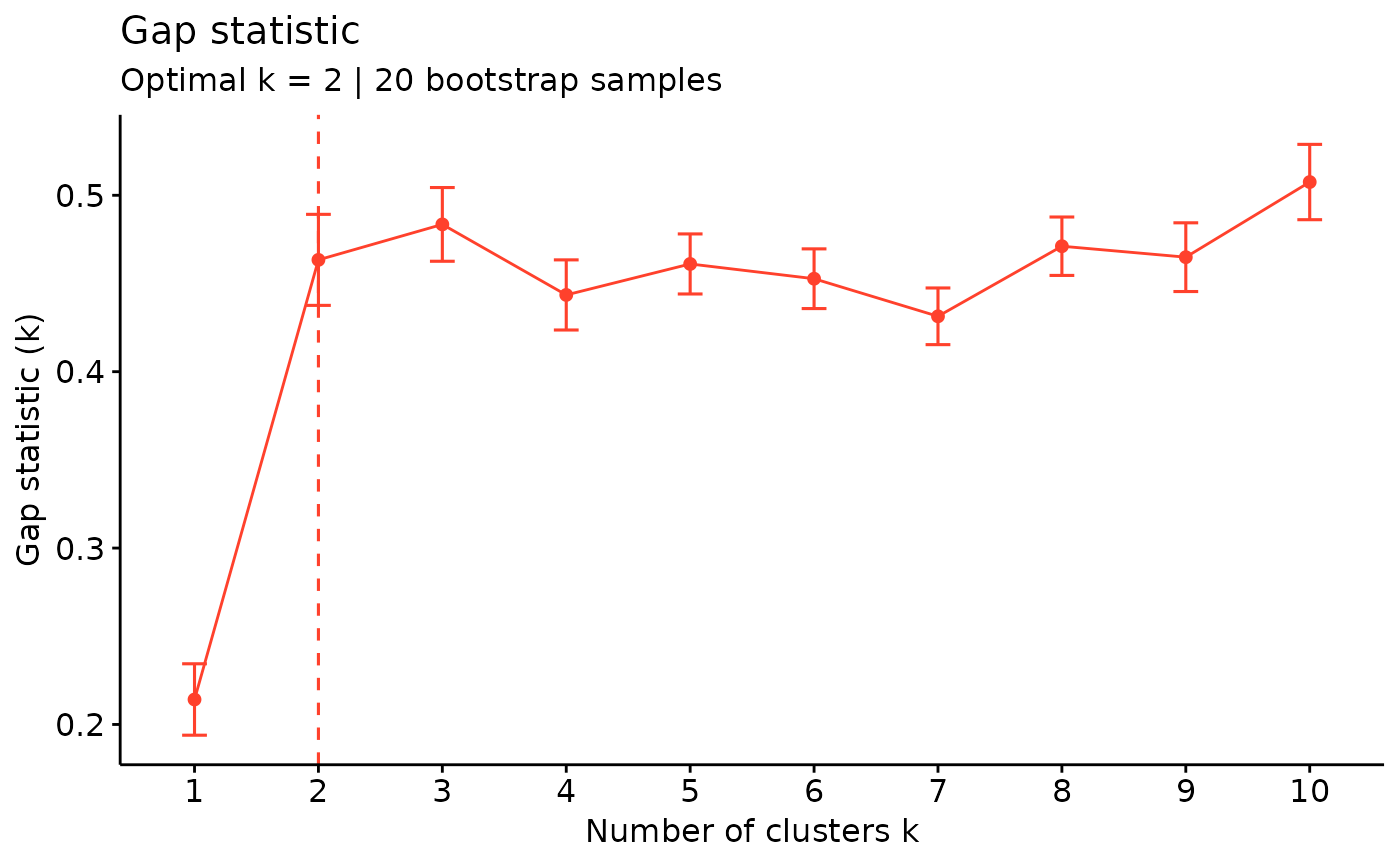 Gap statistic
Optimal k = 2 | 20 bootstrap samples
Gap statistic (k)
0.5
0.4
0.3
0.2
1 2 3 4 5 6 7 8 9 10
Number of clusters k